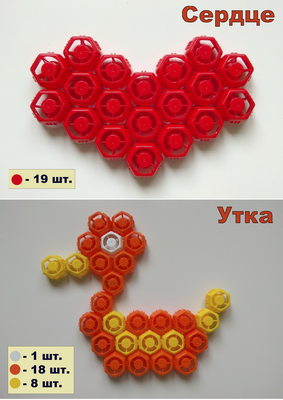 Сердце
- 19 шт.
Утка
- 1 шт.
- 18 шт.
- 8 шт.